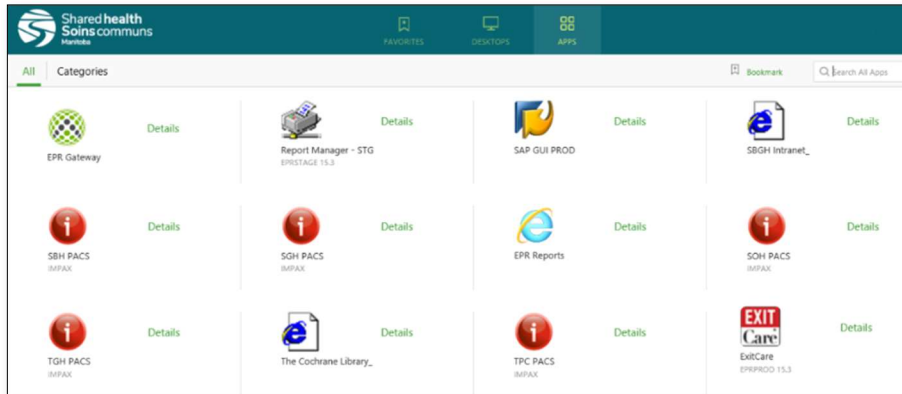 Shared health
Soins communs
Manitoba
FAVORITES
DESKTOPS
APPS
All
Categories
Bookmark
Search All Apps
EPR Gateway
Details
Report Manager - STG
EPRSTAGE 15.3
Details
SAP GUI PROD
Details
SBGH Intranet_
Details
SBH PACS
IMPAX
Details
SGH PACS
IMPAX
Details
EPR Reports
Details
SOH PACS
IMPAX
Details
TGH PACS
IMPAX
Details
The Cochrane Library_
Details
TPC PACS
IMPAX
Details
EXIT
Care
ExitCare
EPRPROD 15.3
Details